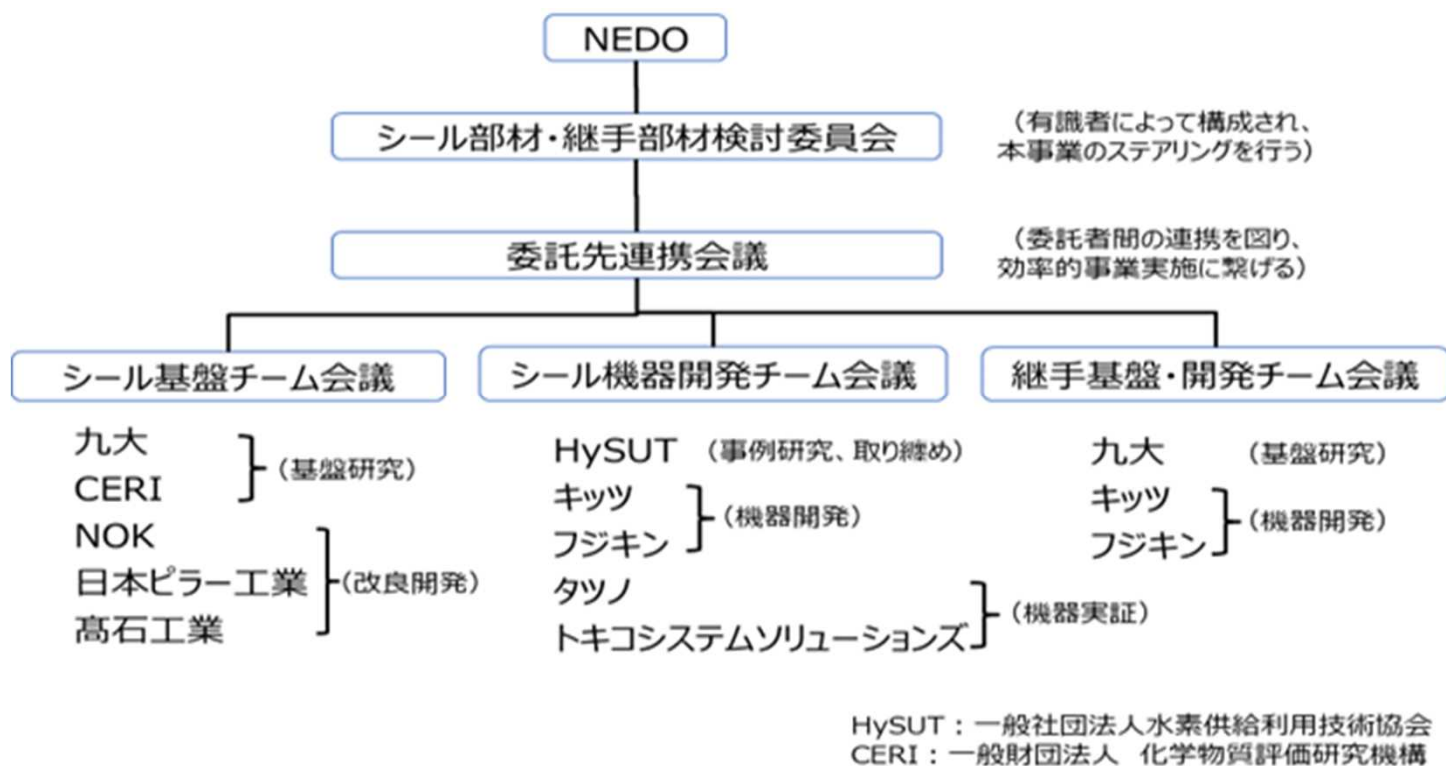 NEDO
シール部材・継手部材検討委員会
（有識者によって構成され、
本事業のステアリングを行う）
委託先連携会議
（委託者間の連携を図り、
効率的事業実施に繋げる）
シール基盤チーム会議
九大
CERI
（基盤研究）
NOK
日本ピラー工業
髙石工業
（改良開発）
シール機器開発チーム会議
HySUT （事例研究、取り纏め）
キッツ
フジキン
（機器開発）
タツノ
トキコシステムソリューションズ
（機器実証）
継手基盤・開発チーム会議
九大 （基盤研究）
キッツ
フジキン
（機器開発）
HySUT：一般社団法人水素供給利用技術協会
CERI：一般財団法人 化学物質評価研究機構